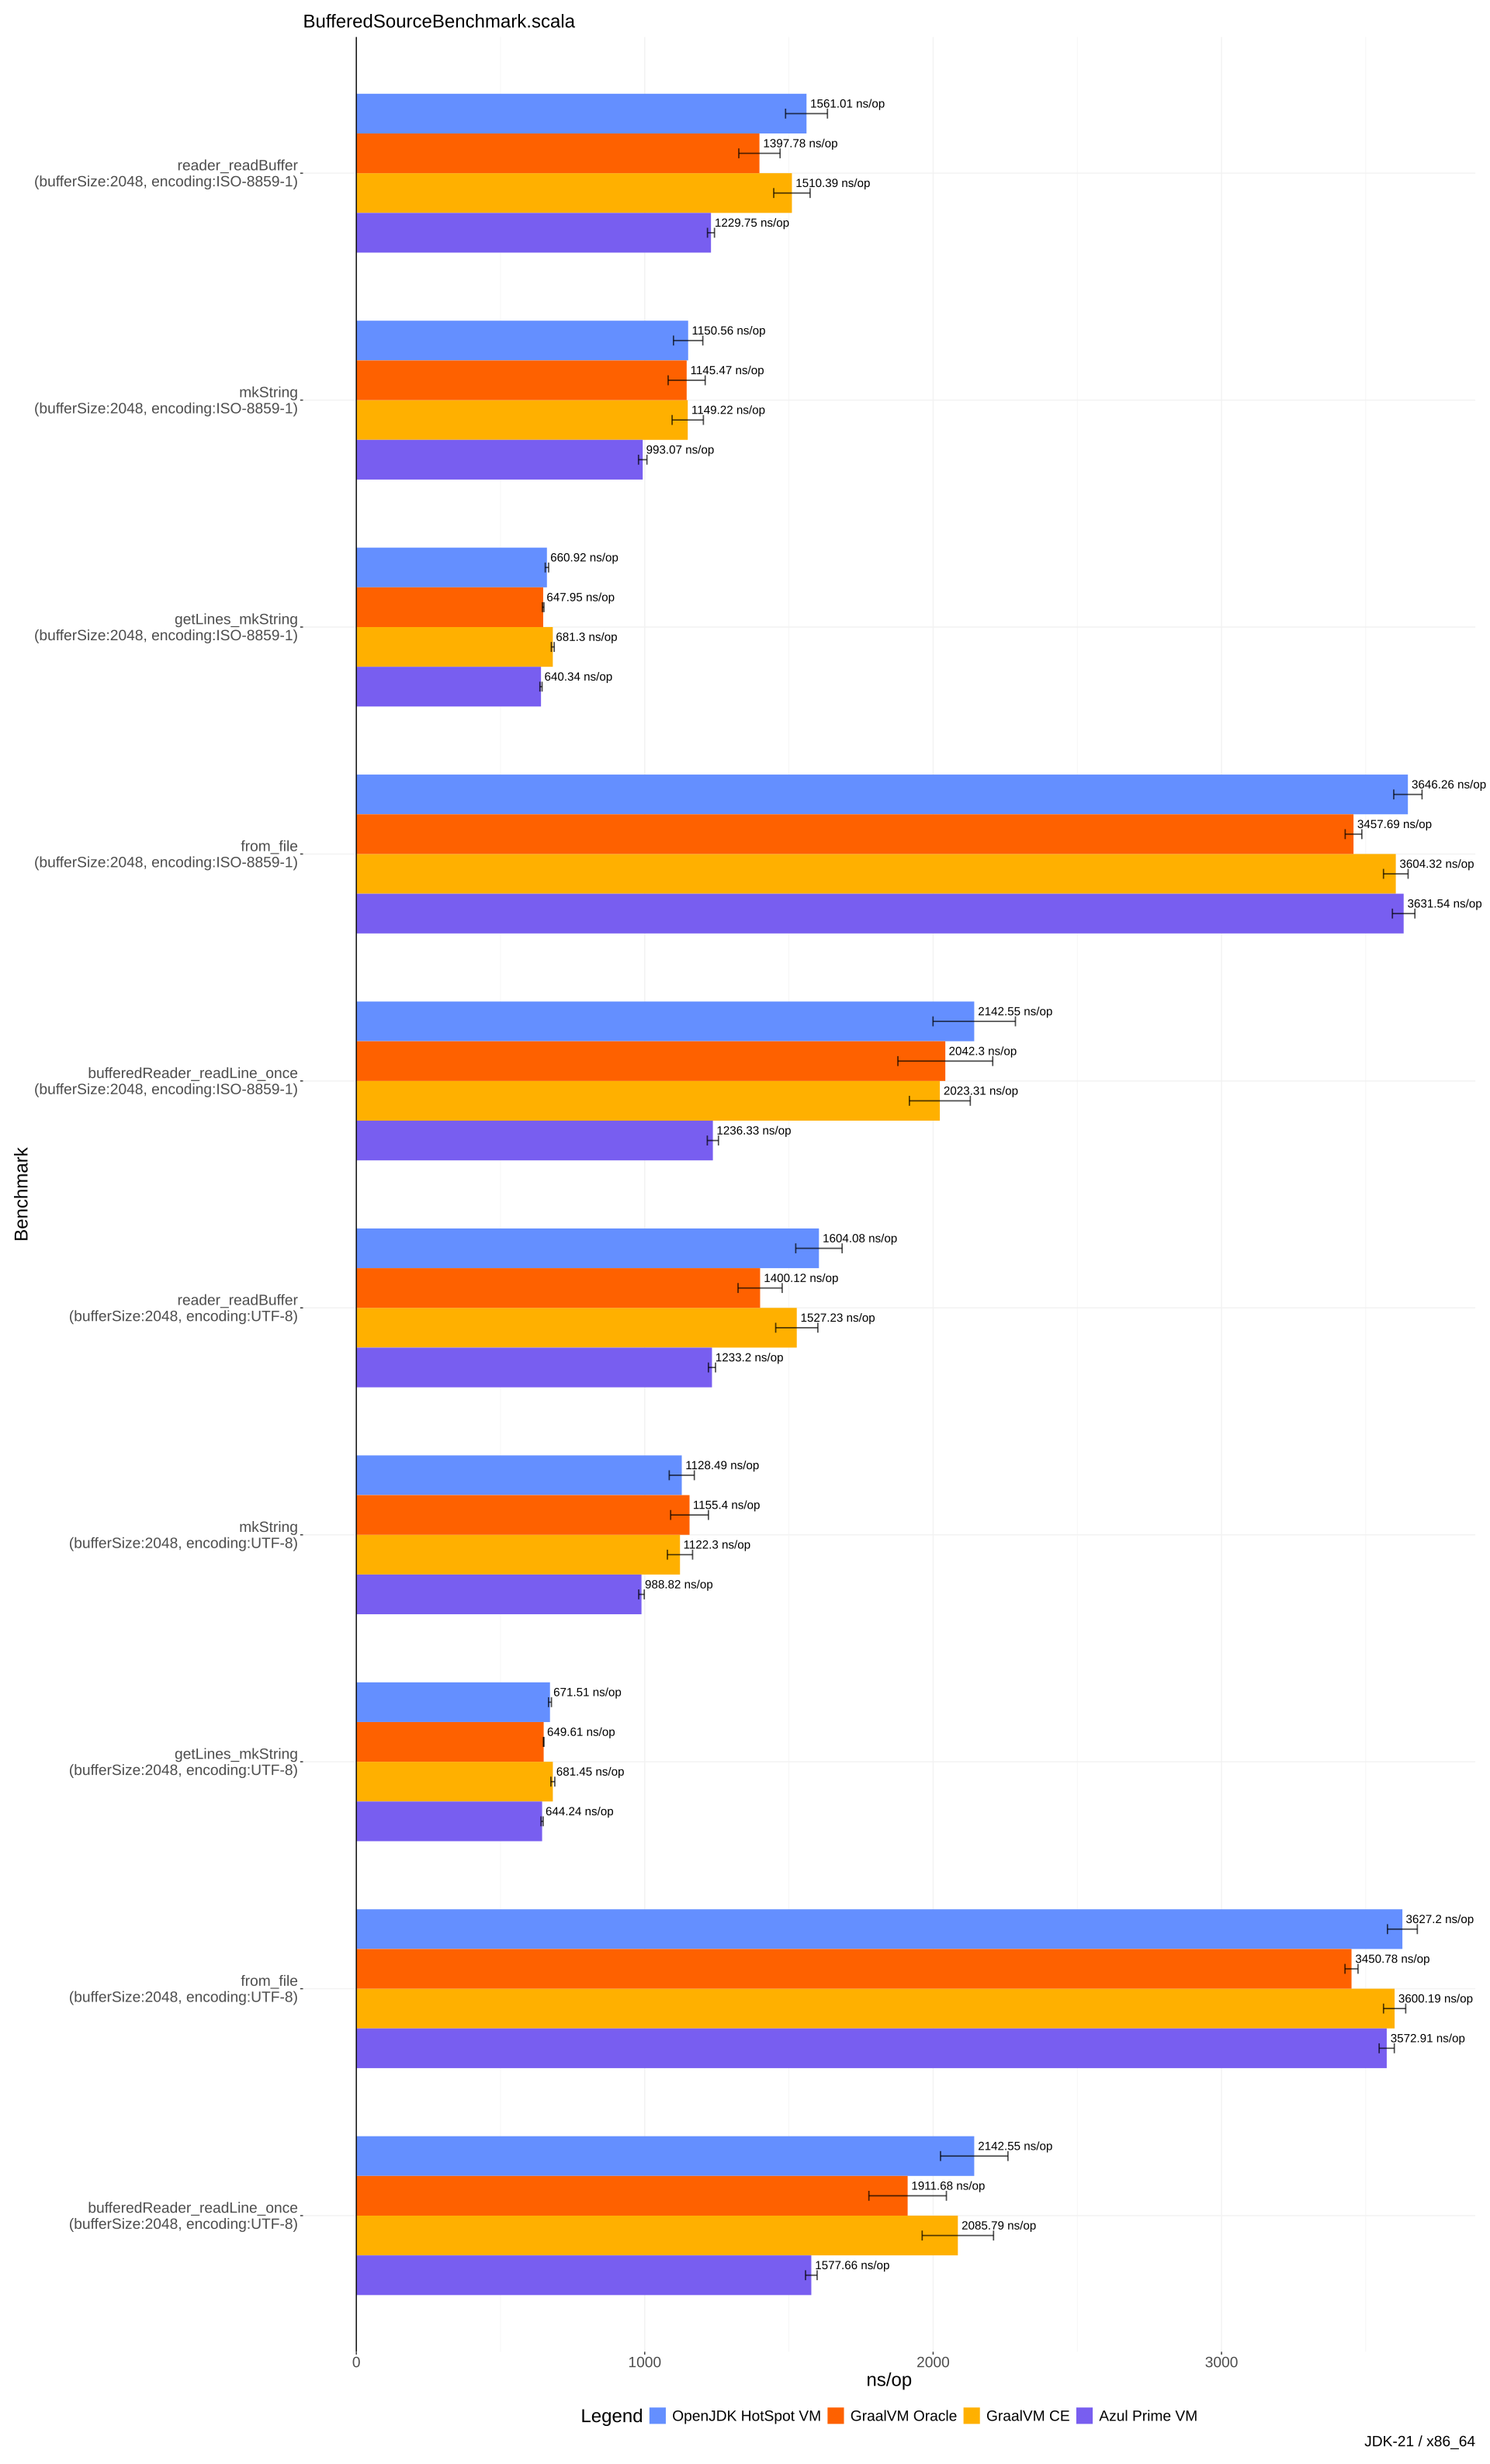 BufferedSourceBenchmark.scala
reader_readBuffer
(bufferSize:2048, encoding:ISO-8859-1)
1561.01 ns/op
1397.78 ns/op
1510.39 ns/op
1229.75 ns/op
mkString
(bufferSize:2048, encoding:ISO-8859-1)
1150.56 ns/op
1145.47 ns/op
1149.22 ns/op
993.07 ns/op
getLines_mkString
(bufferSize:2048, encoding:ISO-8859-1)
660.92 ns/op
647.95 ns/op
681.3 ns/op
640.34 ns/op
from_file
(bufferSize:2048, encoding:ISO-8859-1)
3646.26 ns/op
3457.69 ns/op
3604.32 ns/op
3631.54 ns/op
bufferedReader_readLine_once
(bufferSize:2048, encoding:ISO-8859-1)
2142.55 ns/op
2042.3 ns/op
2023.31 ns/op
1236.33 ns/op
Benchmark
reader_readBuffer
(bufferSize:2048, encoding:UTF-8)
1604.08 ns/op
1400.12 ns/op
1527.23 ns/op
1233.2 ns/op
mkString
(bufferSize:2048, encoding:UTF-8)
1128.49 ns/op
1155.4 ns/op
1122.3 ns/op
988.82 ns/op
getLines_mkString
(bufferSize:2048, encoding:UTF-8)
671.51 ns/op
649.61 ns/op
681.45 ns/op
644.24 ns/op
from_file
(bufferSize:2048, encoding:UTF-8)
3627.2 ns/op
3450.78 ns/op
3600.19 ns/op
3572.91 ns/op
bufferedReader_readLine_once
(bufferSize:2048, encoding:UTF-8)
2142.55 ns/op
1911.68 ns/op
2085.79 ns/op
1577.66 ns/op
0 1000 2000 3000
ns/op
Legend OpenJDK HotSpot VM GraalVM Oracle GraalVM CE Azul Prime VM
JDK-21 / x86_64